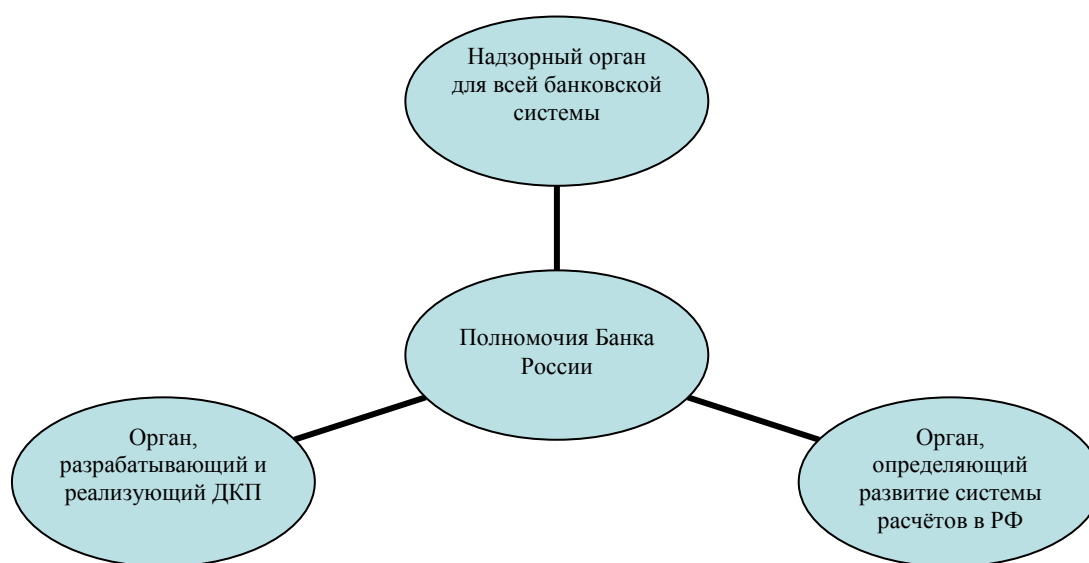 Надзорный орган
для всей банковской
системы
Полномочия Банка
России
Орган,
разрабатывающий и
реализующий ДКП
Орган,
определяющий
развитие системы
расчётов в РФ